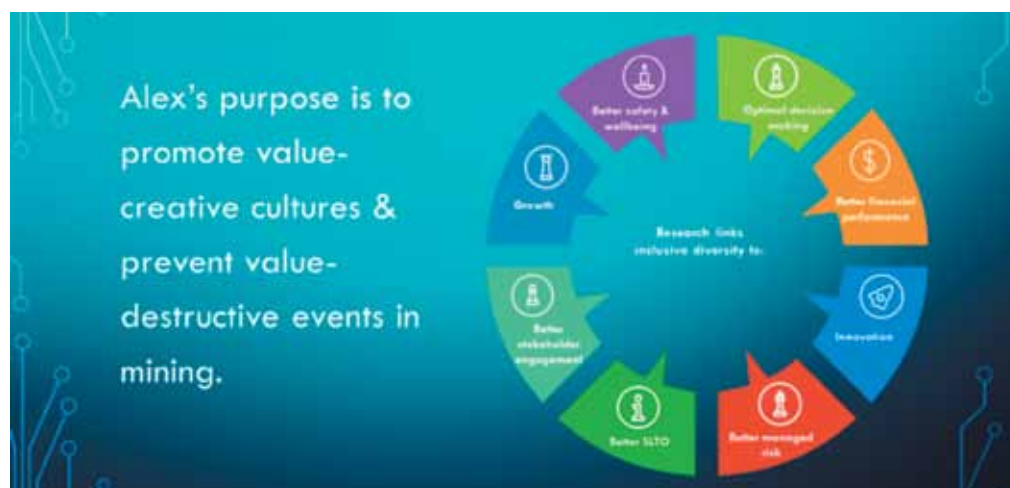 Alex's purpose is to
promote value-
creative cultures &
prevent value-
destructive events in
mining.
Research links
inclusive diversity to:
Optimal decision
making
Better financial
performance
Innovation
Better managed
risk
Better SLTO
Better
stakeholder
engagement
Growth
Better safety &
wellbeing